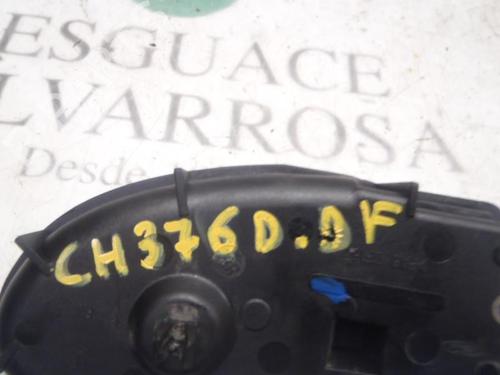 ESGUACE
LVARROSA
Desde
CH376D.DF